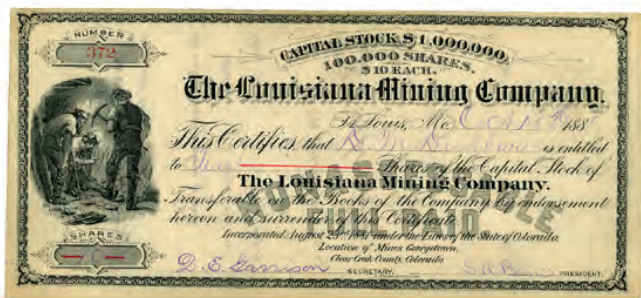 NUMBER
372
CAPITAL STOCK $1,000,000,
100.000 SHARES.
$10 EACH.
The Louisiana Mining Company.
St Louis, Mo. Oct 188
This Certifies, that is entitled
to Shares of the Capital Stock of
The Louisiana Mining Company.
Transferable on the Books of the Company by endorsement
hereon and surrender of this Certificate.
Incorporated August 23rd 188 under the Laws of the State of Colorado.
Location of Mines Georgetown,
Clear Creek County, Colorado.
SHARES
D. E. Garrison
SECRETARY.
PRESIDENT.